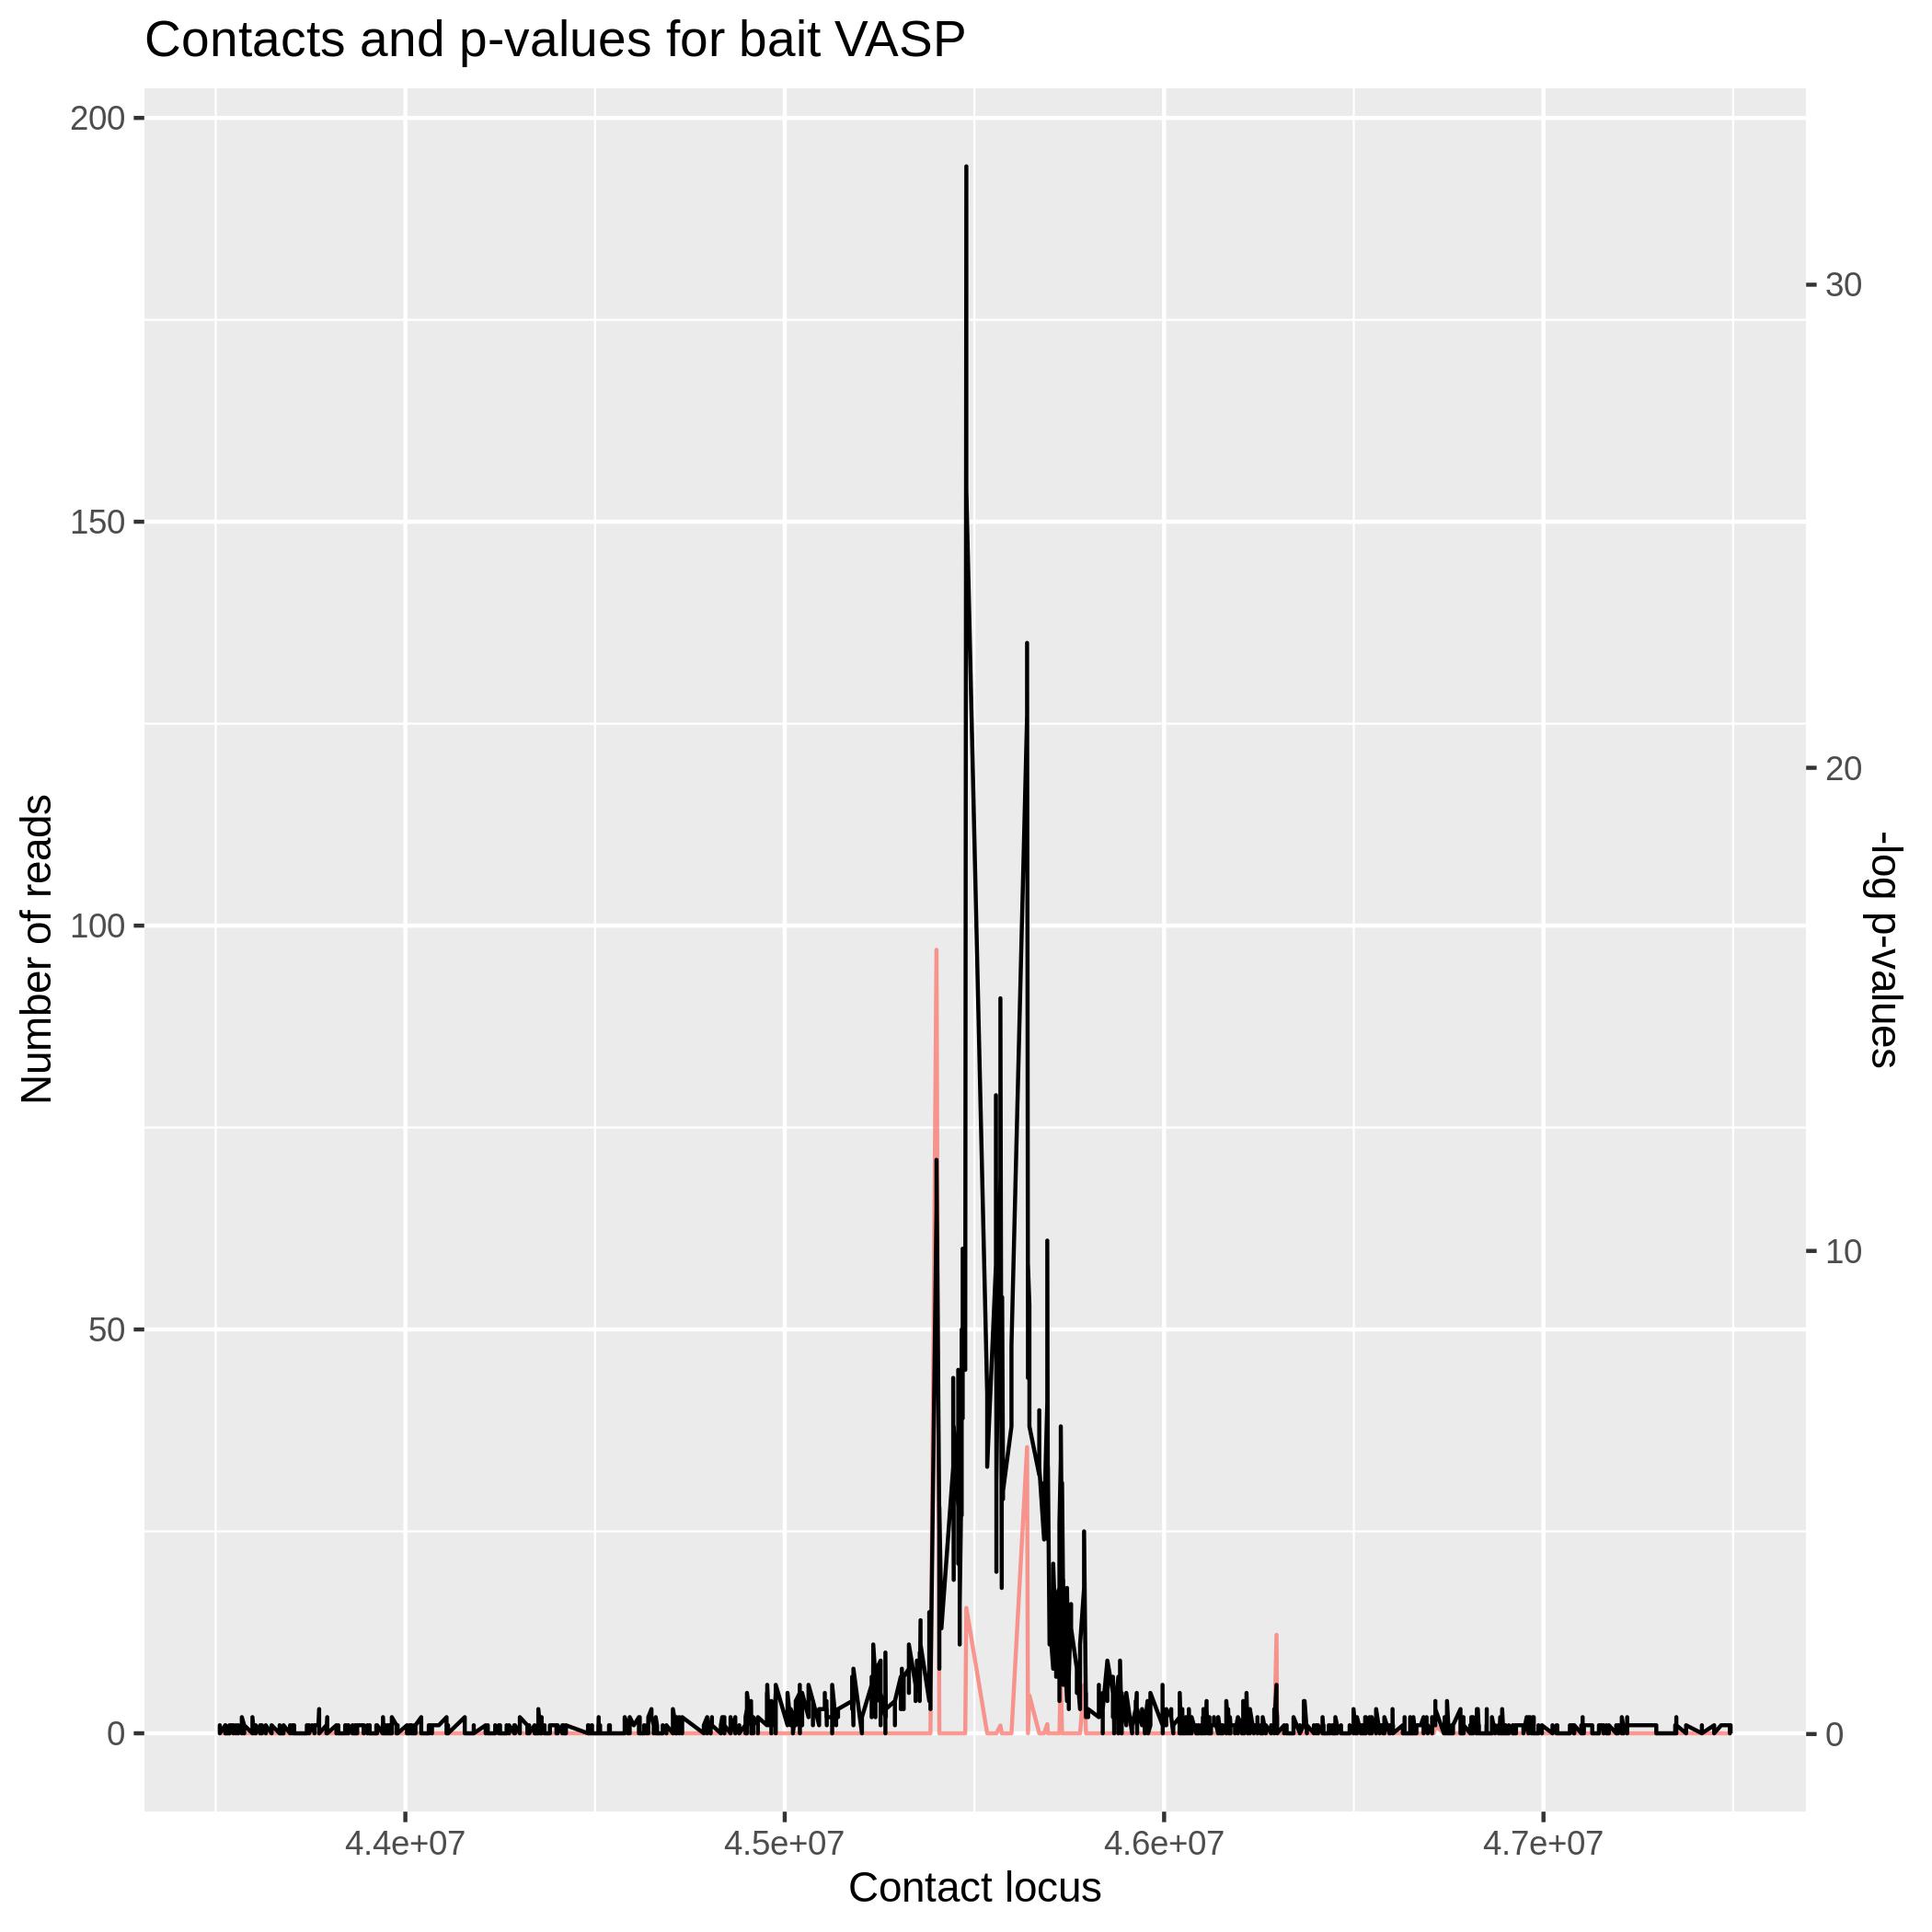 Contacts and p-values for bait VASP
200
150
100
50
0
Number of reads
30
20
10
0
-log p-values
4.4e+07
4.5e+07
4.6e+07
4.7e+07
Contact locus